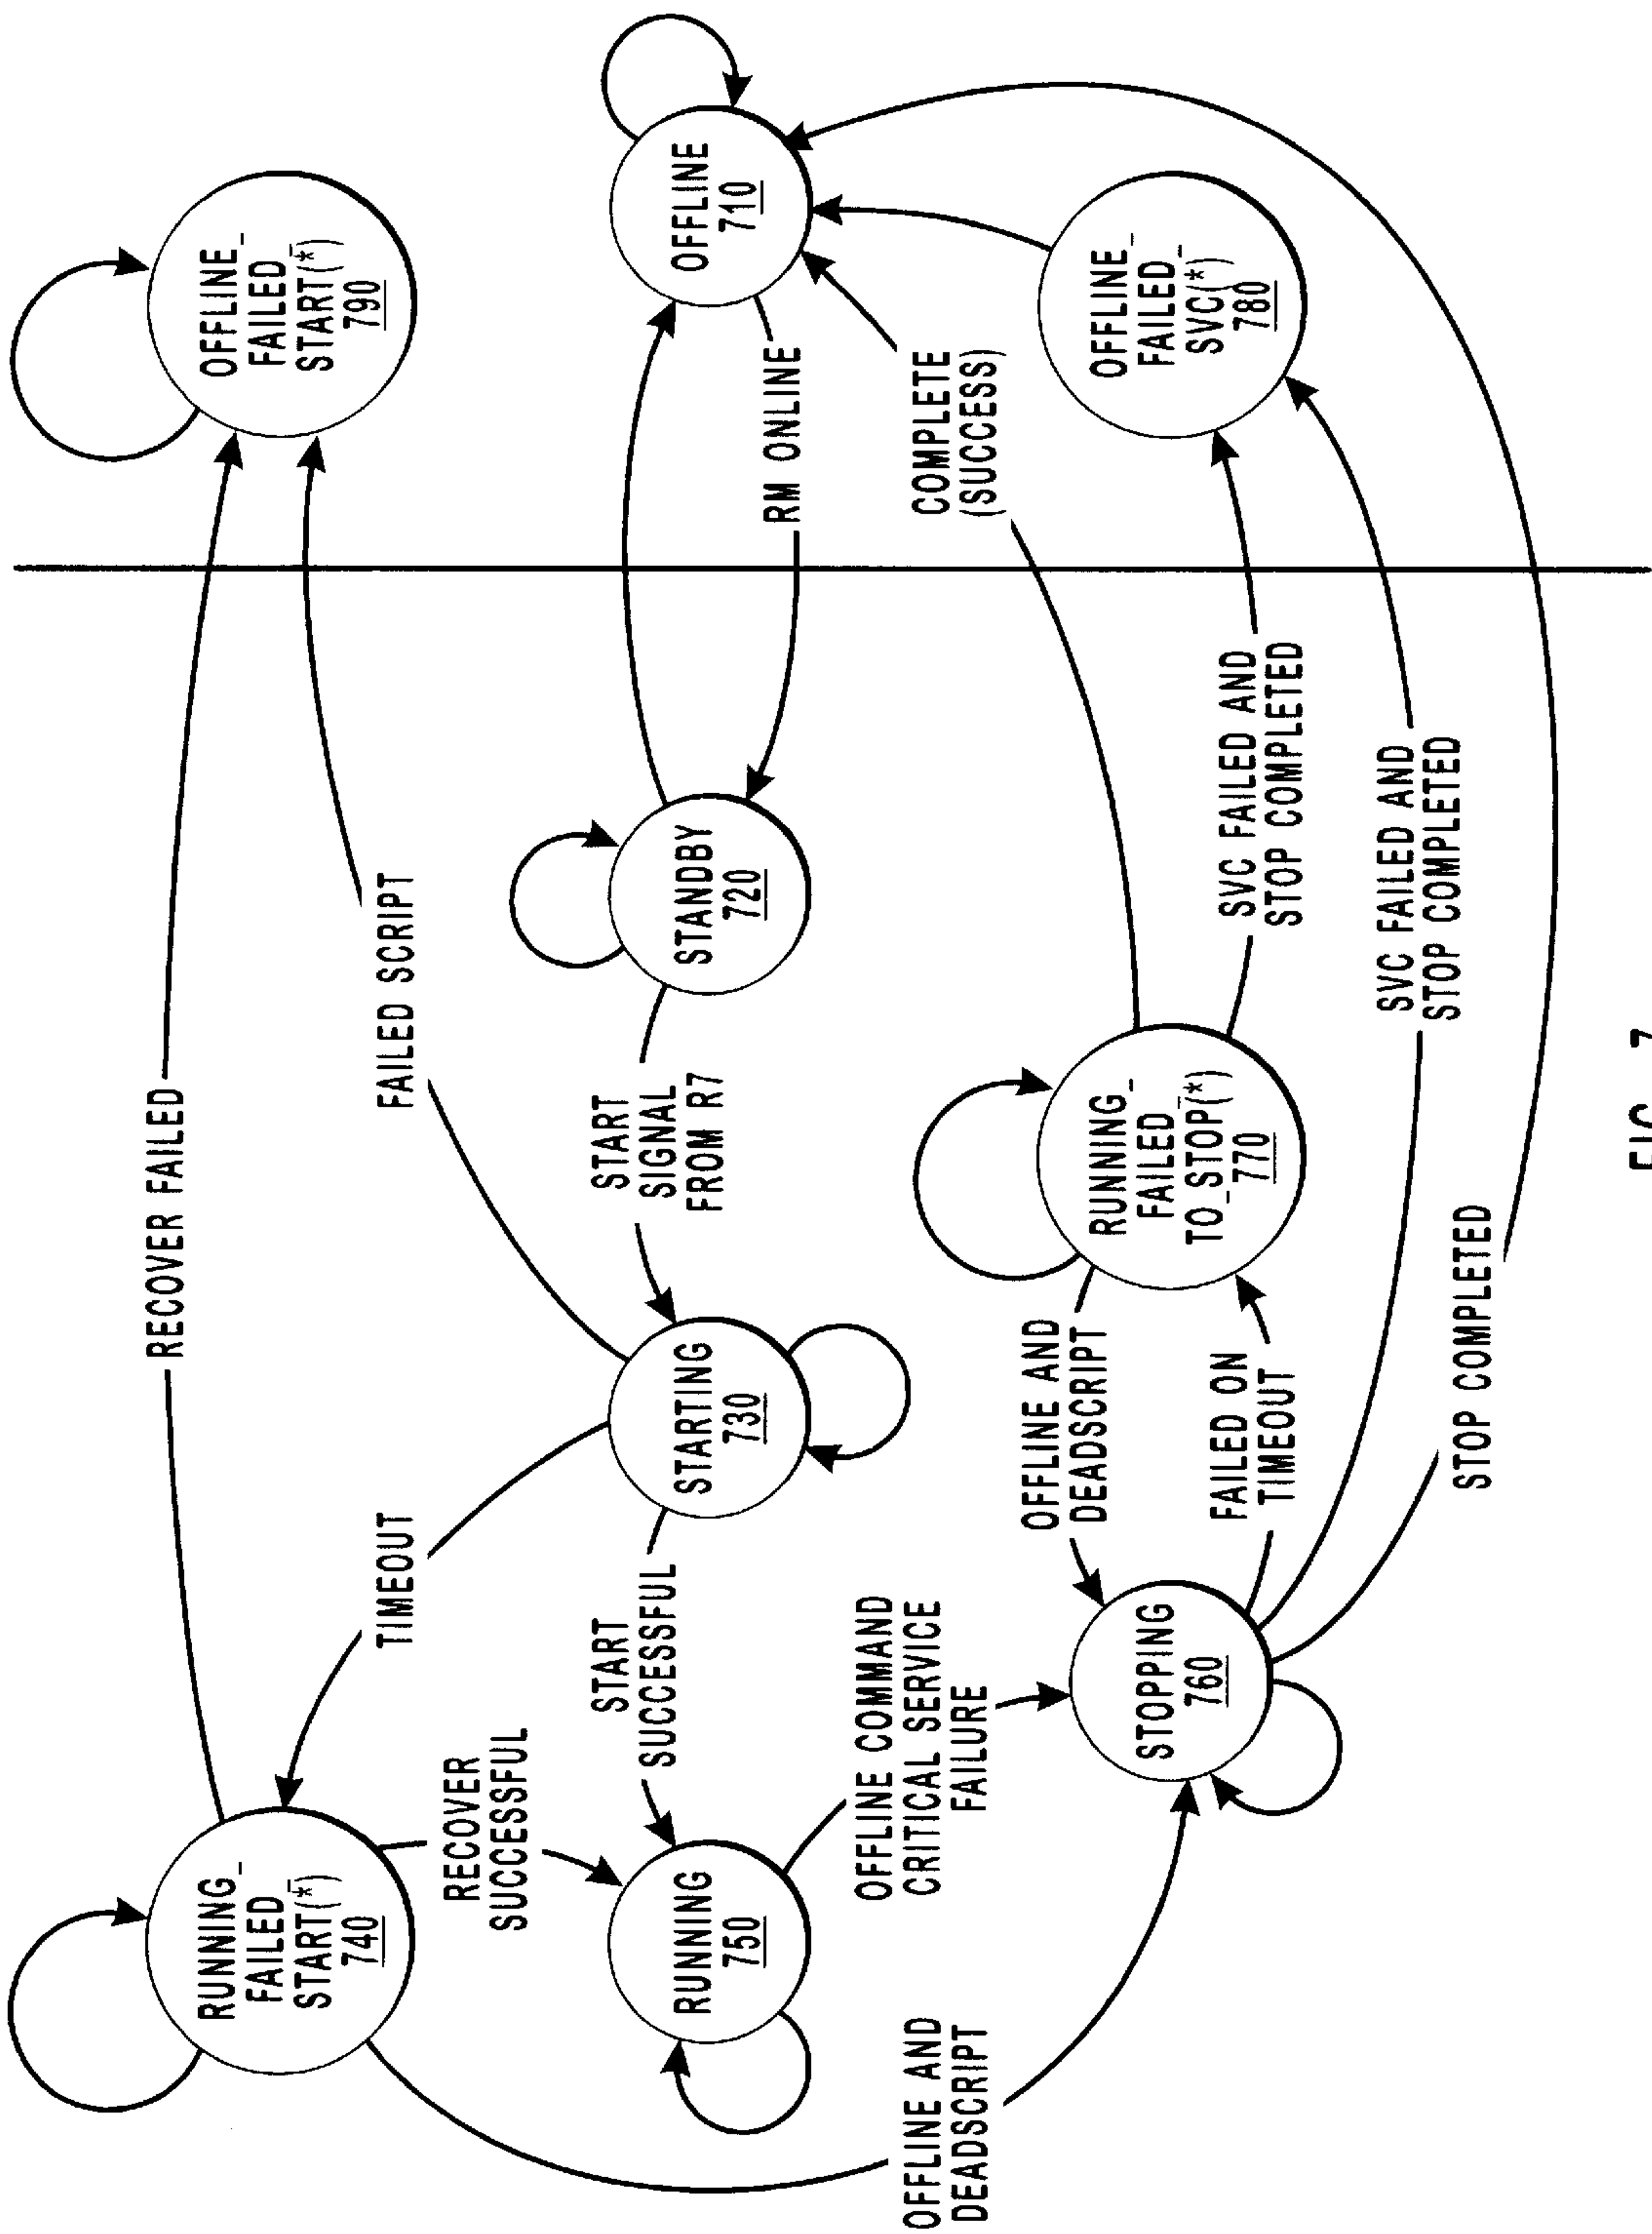 RUNNING_
FAILED_
START(*)
740
RECOVER FAILED
OFFLINE_
FAILED_
START(*)
790
TIMEOUT
FAILED SCRIPT
RECOVER
SUCCESSFUL
RUNNING
750
START
SUCCESSFUL
STARTING
730
START
SIGNAL
FROM R7
STANDBY
720
RM ONLINE
OFFLINE
710
OFFLINE AND
DEADSCRIPT
OFFLINE COMMAND
CRITICAL SERVICE
FAILURE
COMPLETE
(SUCCESS)
OFFLINE AND
DEADSCRIPT
STOPPING
760
FAILED ON
TIMEOUT
RUNNING_
FAILED_
TO_STOP(*)
770
SVC FAILED AND
STOP COMPLETED
OFFLINE_
FAILED_
SVC(*)
780
SVC FAILED AND
STOP COMPLETED
STOP COMPLETED
FIG. 7